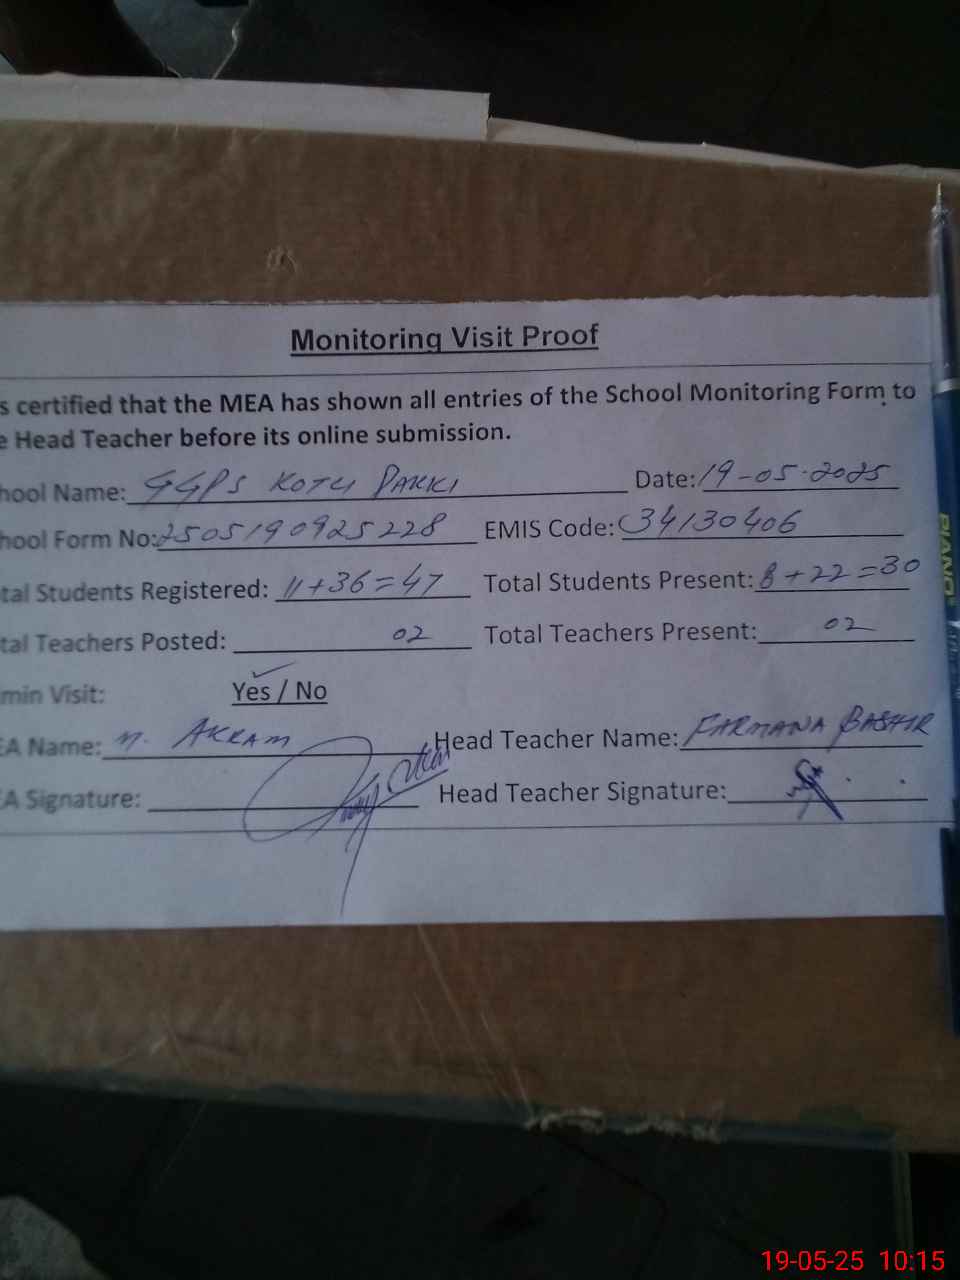 Monitoring Visit Proof
s certified that the MEA has shown all entries of the School Monitoring Form to
e Head Teacher before its online submission.
hool Name: GGPS KOTLI PAKKI Date: 19-05-2025
hool Form No: 2505190925228 EMIS Code: 34130406
tal Students Registered: 11+36=47 Total Students Present: 8+22=30
tal Teachers Posted: 02 Total Teachers Present: 02
min Visit: Yes / No
EA Name: M. AKRAM Head Teacher Name: FARMANA BASHIR
EA Signature: Head Teacher Signature:
PIANO
19-05-25 10:15